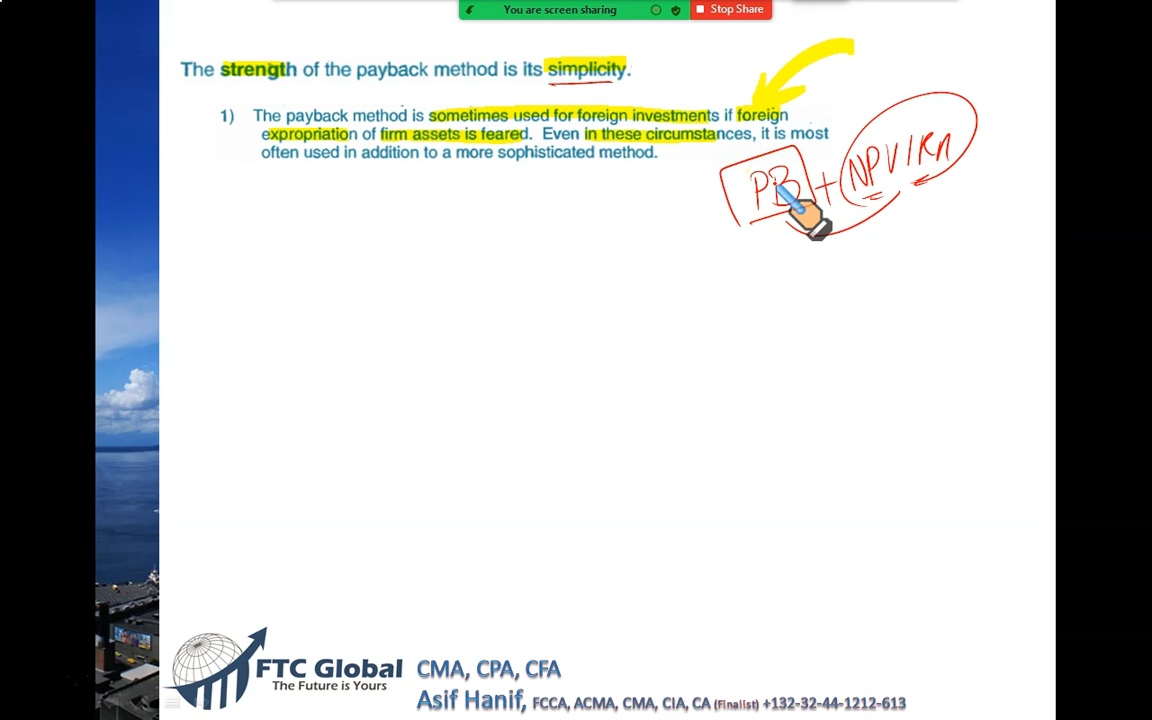 You are screen sharing
Stop Share
The strength of the payback method is its simplicity.
1) The payback method is sometimes used for foreign investments if foreign
expropriation of firm assets is feared. Even in these circumstances, it is most
often used in addition to a more sophisticated method.
PB + NPV/IRR
FTC Global
The Future is Yours
CMA, CPA, CFA
Asif Hanif, FCCA, ACMA, CMA, CIA, CA (Finalist) +132-32-44-1212-613